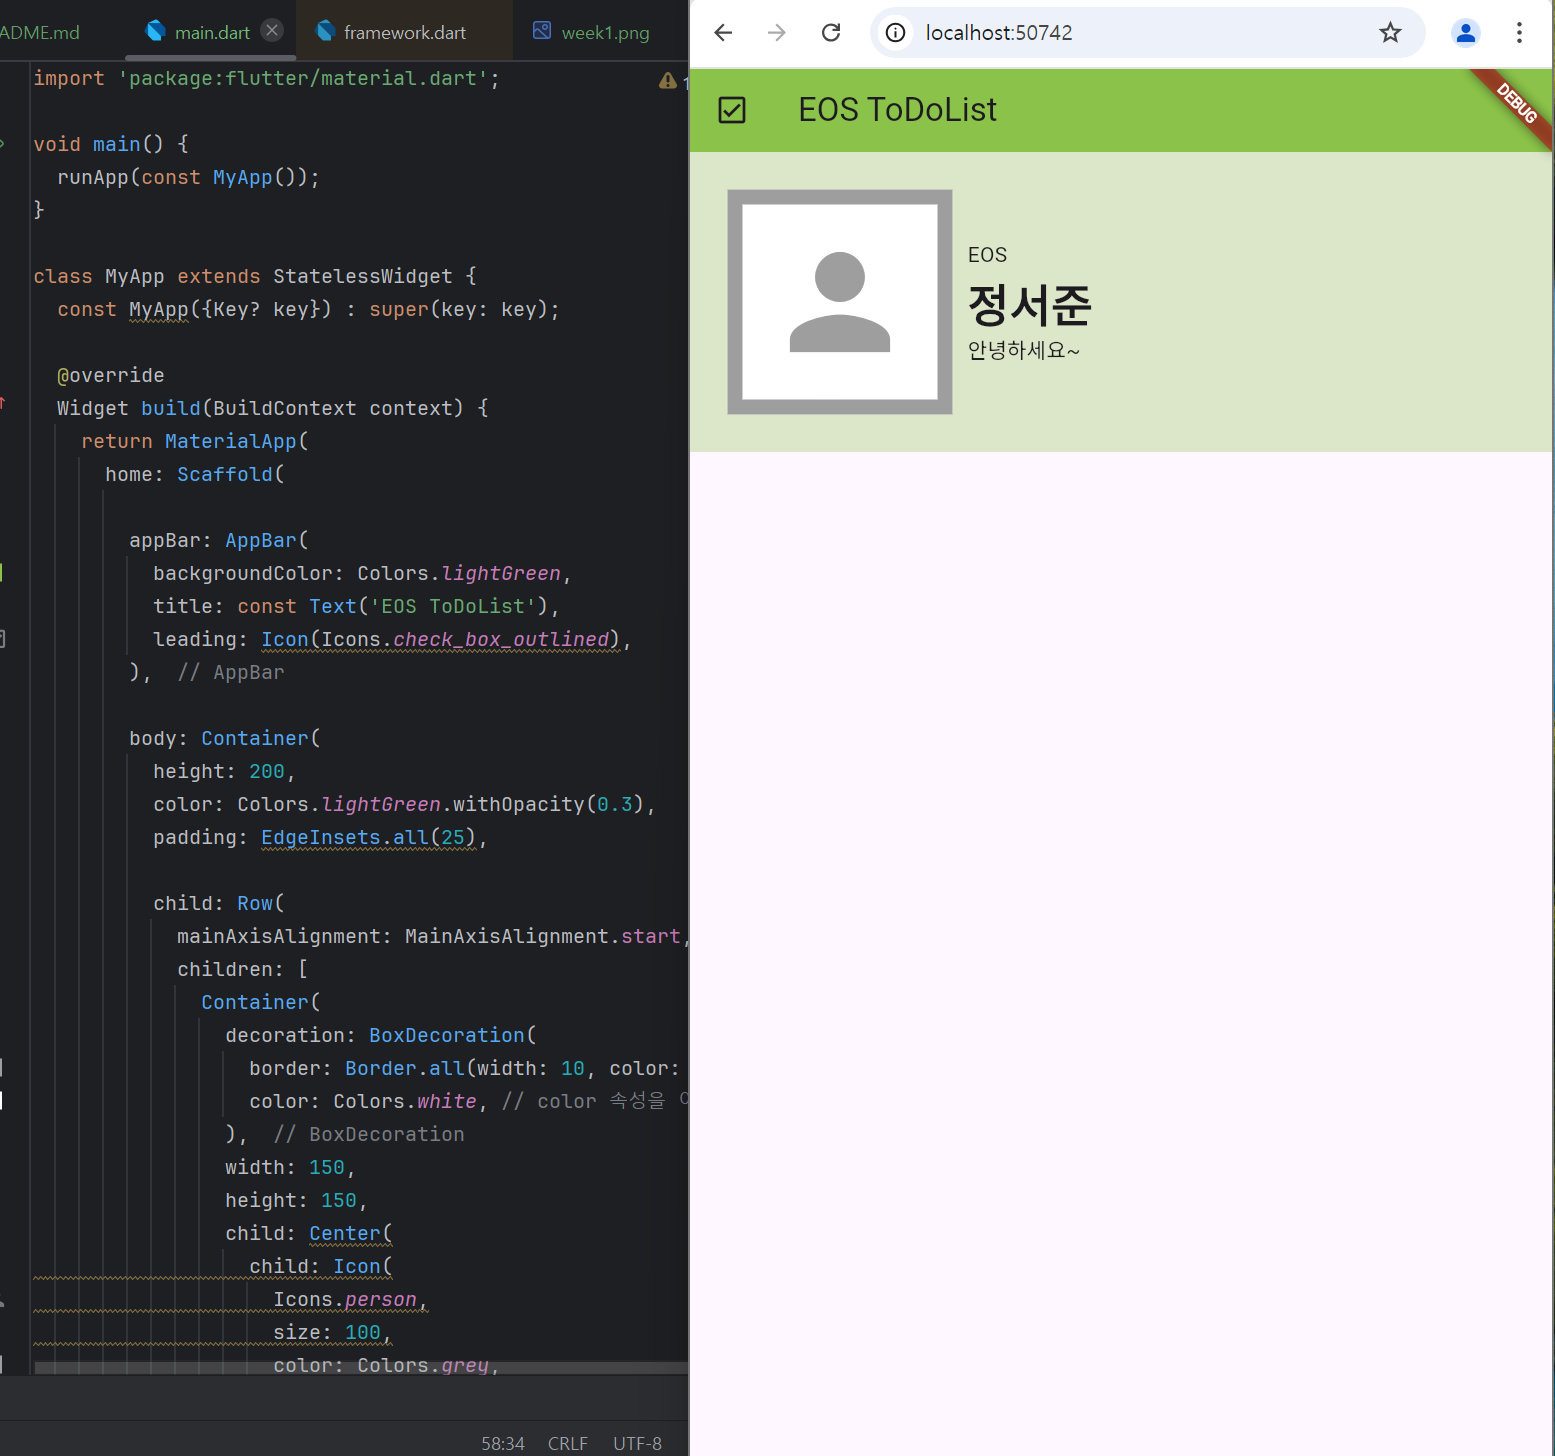 ADME.md
main.dart
framework.dart
week1.png
import 'package:flutter/material.dart';
void main() {
runApp(const MyApp());
}
class MyApp extends StatelessWidget {
const MyApp({Key? key}) : super(key: key);
@override
Widget build(BuildContext context) {
return MaterialApp(
home: Scaffold(
appBar: AppBar(
backgroundColor: Colors.lightGreen,
title: const Text('EOS ToDoList'),
leading: Icon(Icons.check_box_outlined),
), // AppBar
body: Container(
height: 200,
color: Colors.lightGreen.withOpacity(0.3),
padding: EdgeInsets.all(25),
child: Row(
mainAxisAlignment: MainAxisAlignment.start,
children: [
Container(
decoration: BoxDecoration(
border: Border.all(width: 10, color:
color: Colors.white, // color 속성을
), // BoxDecoration
width: 150,
height: 150,
child: Center(
child: Icon(
Icons.person,
size: 100,
color: Colors.grey,
58:34 CRLF UTF-8
localhost:50742
EOS ToDoList
DEBUG
EOS
정서준
안녕하세요~